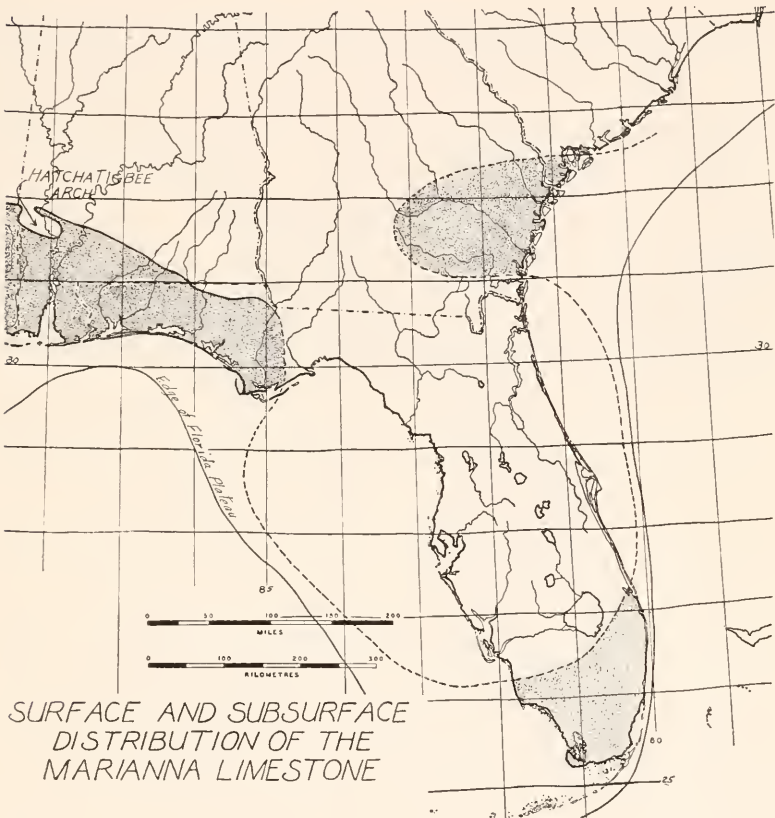 HATCHATIGBEE
ARCH
30
30
Edge of Florida Plateau
85
0 50 100 150 200
MILES
0 100 200 300
KILOMETRES
SURFACE AND SUBSURFACE
DISTRIBUTION OF THE
MARIANNA LIMESTONE
80
25